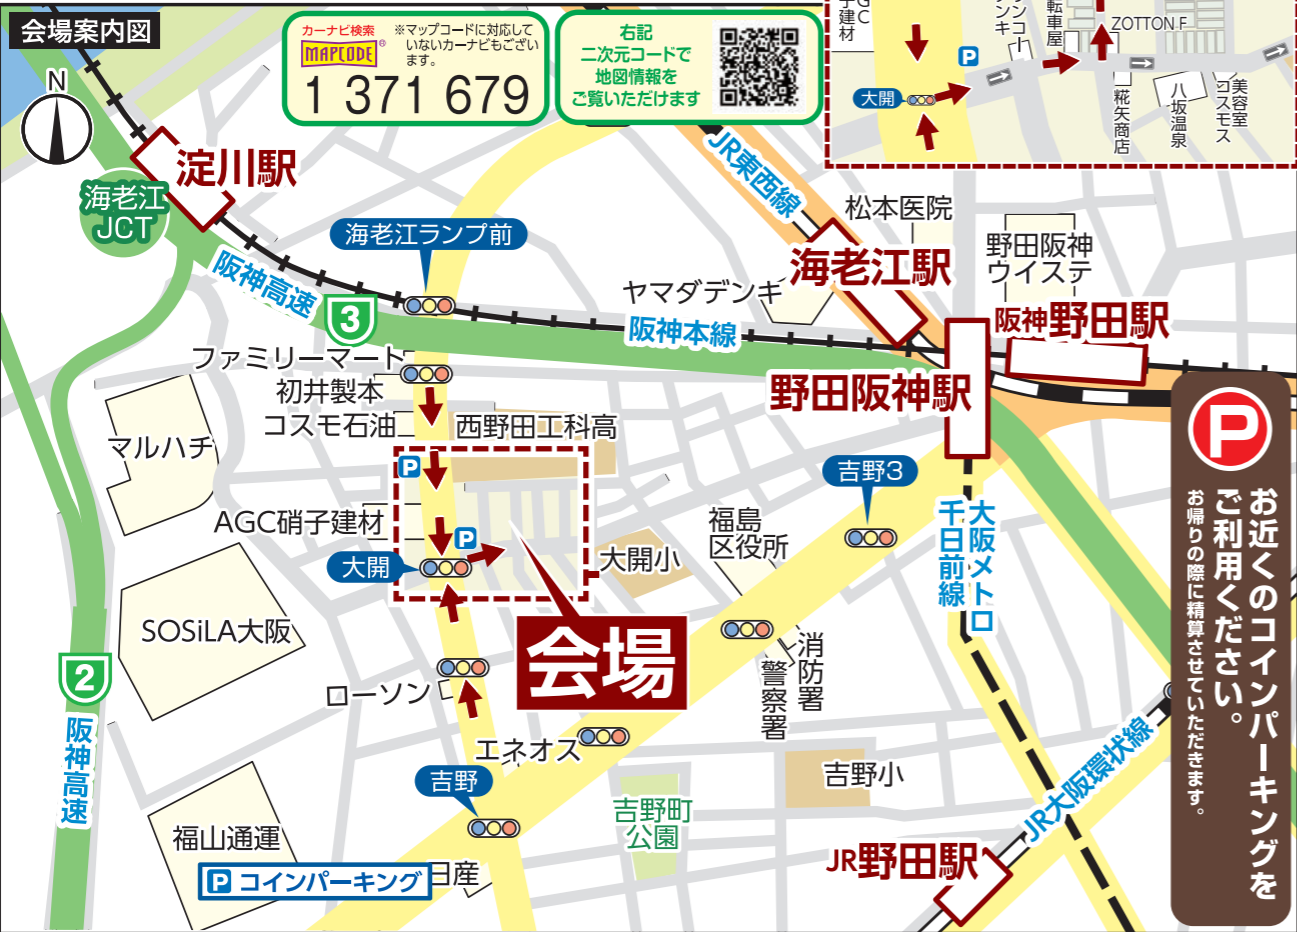 会場案内図
N
カーナビ検索
MAPCODE®
※マップコードに対応して
いないカーナビもござい
ます。
1 371 679
右記
二次元コードで
地図情報を
ご覧いただけます
子建材
GC
ンキ
ンコー
転車屋
ZOTTON F
P
大開
糀矢商店
八坂温泉
美容室
コスモス
淀川駅
海老江
JCT
海老江ランプ前
阪神高速
3
JR東西線
松本医院
海老江駅
野田阪神
ウイステ
ヤマダデンキ
阪神本線
阪神野田駅
野田阪神駅
ファミリーマート
初井製本
コスモ石油
西野田工科高
マルハチ
P
AGC硝子建材
P
大開
大開小
福島
区役所
吉野3
大阪メトロ
千日前線
SOSiLA大阪
会場
2
阪神高速
ローソン
消防署
警察署
エネオス
吉野
吉野小
吉野町
公園
JR大阪環状線
JR野田駅
福山通運
P コインパーキング
日産
P
お近くのコインパーキングを
ご利用ください。
お帰りの際に精算させていただきます。